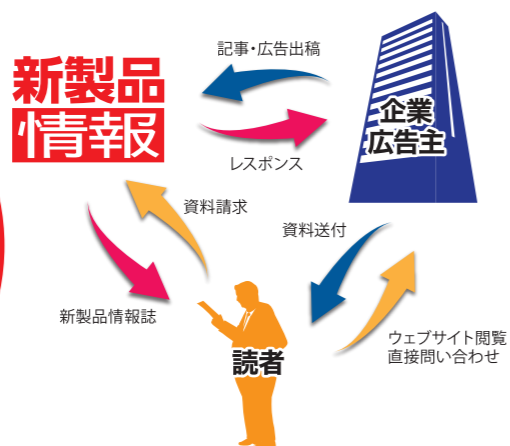 記事・広告出稿
新製品
情報
企業
広告主
レスポンス
資料請求
資料送付
新製品情報誌
ウェブサイト閲覧
直接問い合わせ
読者